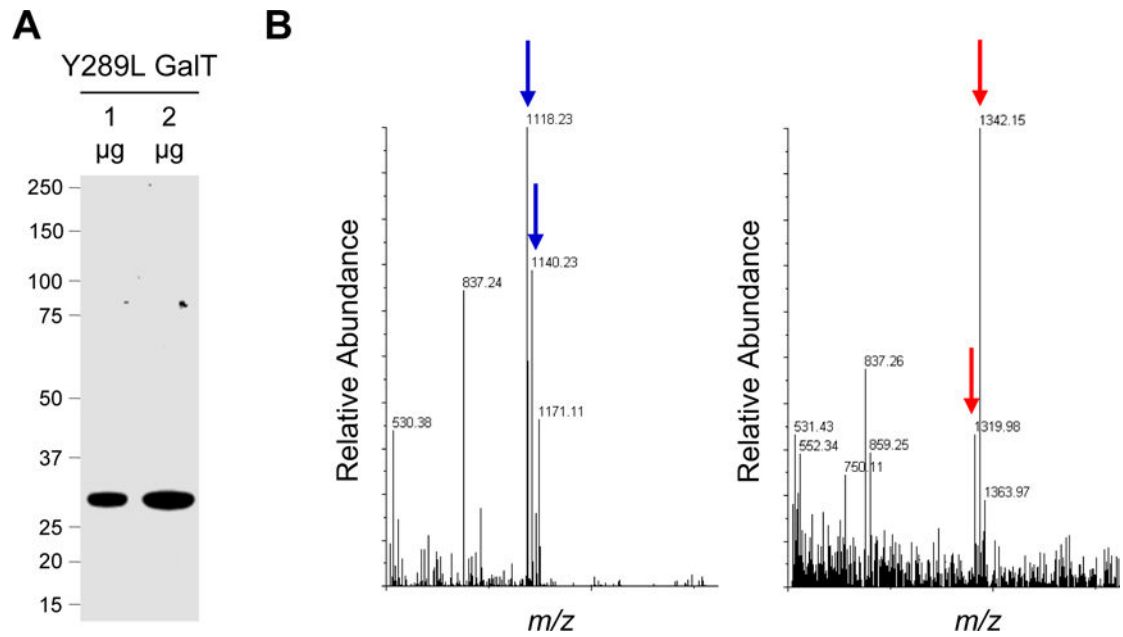 A
Y289L GalT
1 2
µg µg
250
150
100
75
50
37
25
20
15
B
Relative Abundance
1118.23
1140.23
837.24
1171.11
530.38
m/z
Relative Abundance
1342.15
837.26
1319.98
531.43
552.34
859.25
750.11
1363.97
m/z